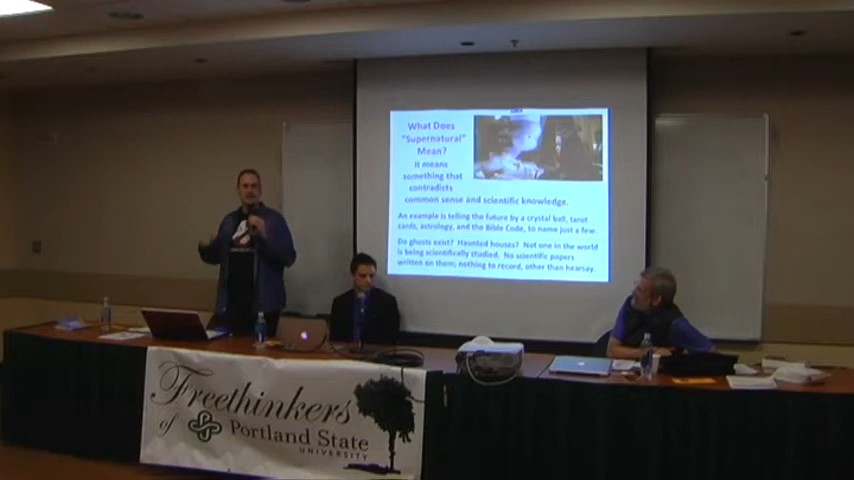 What Does
"Supernatural"
Mean?
It means
something that
contradicts
common sense and scientific knowledge.
An example is telling the future by a crystal ball, tarot
cards, astrology, and the Bible Code, to name just a few.
Do ghosts exist? Haunted houses? Not one in the world
is being scientifically studied. No scientific papers
written on them; nothing to record, other than hearsay.
Freethinkers
of Portland State
UNIVERSITY